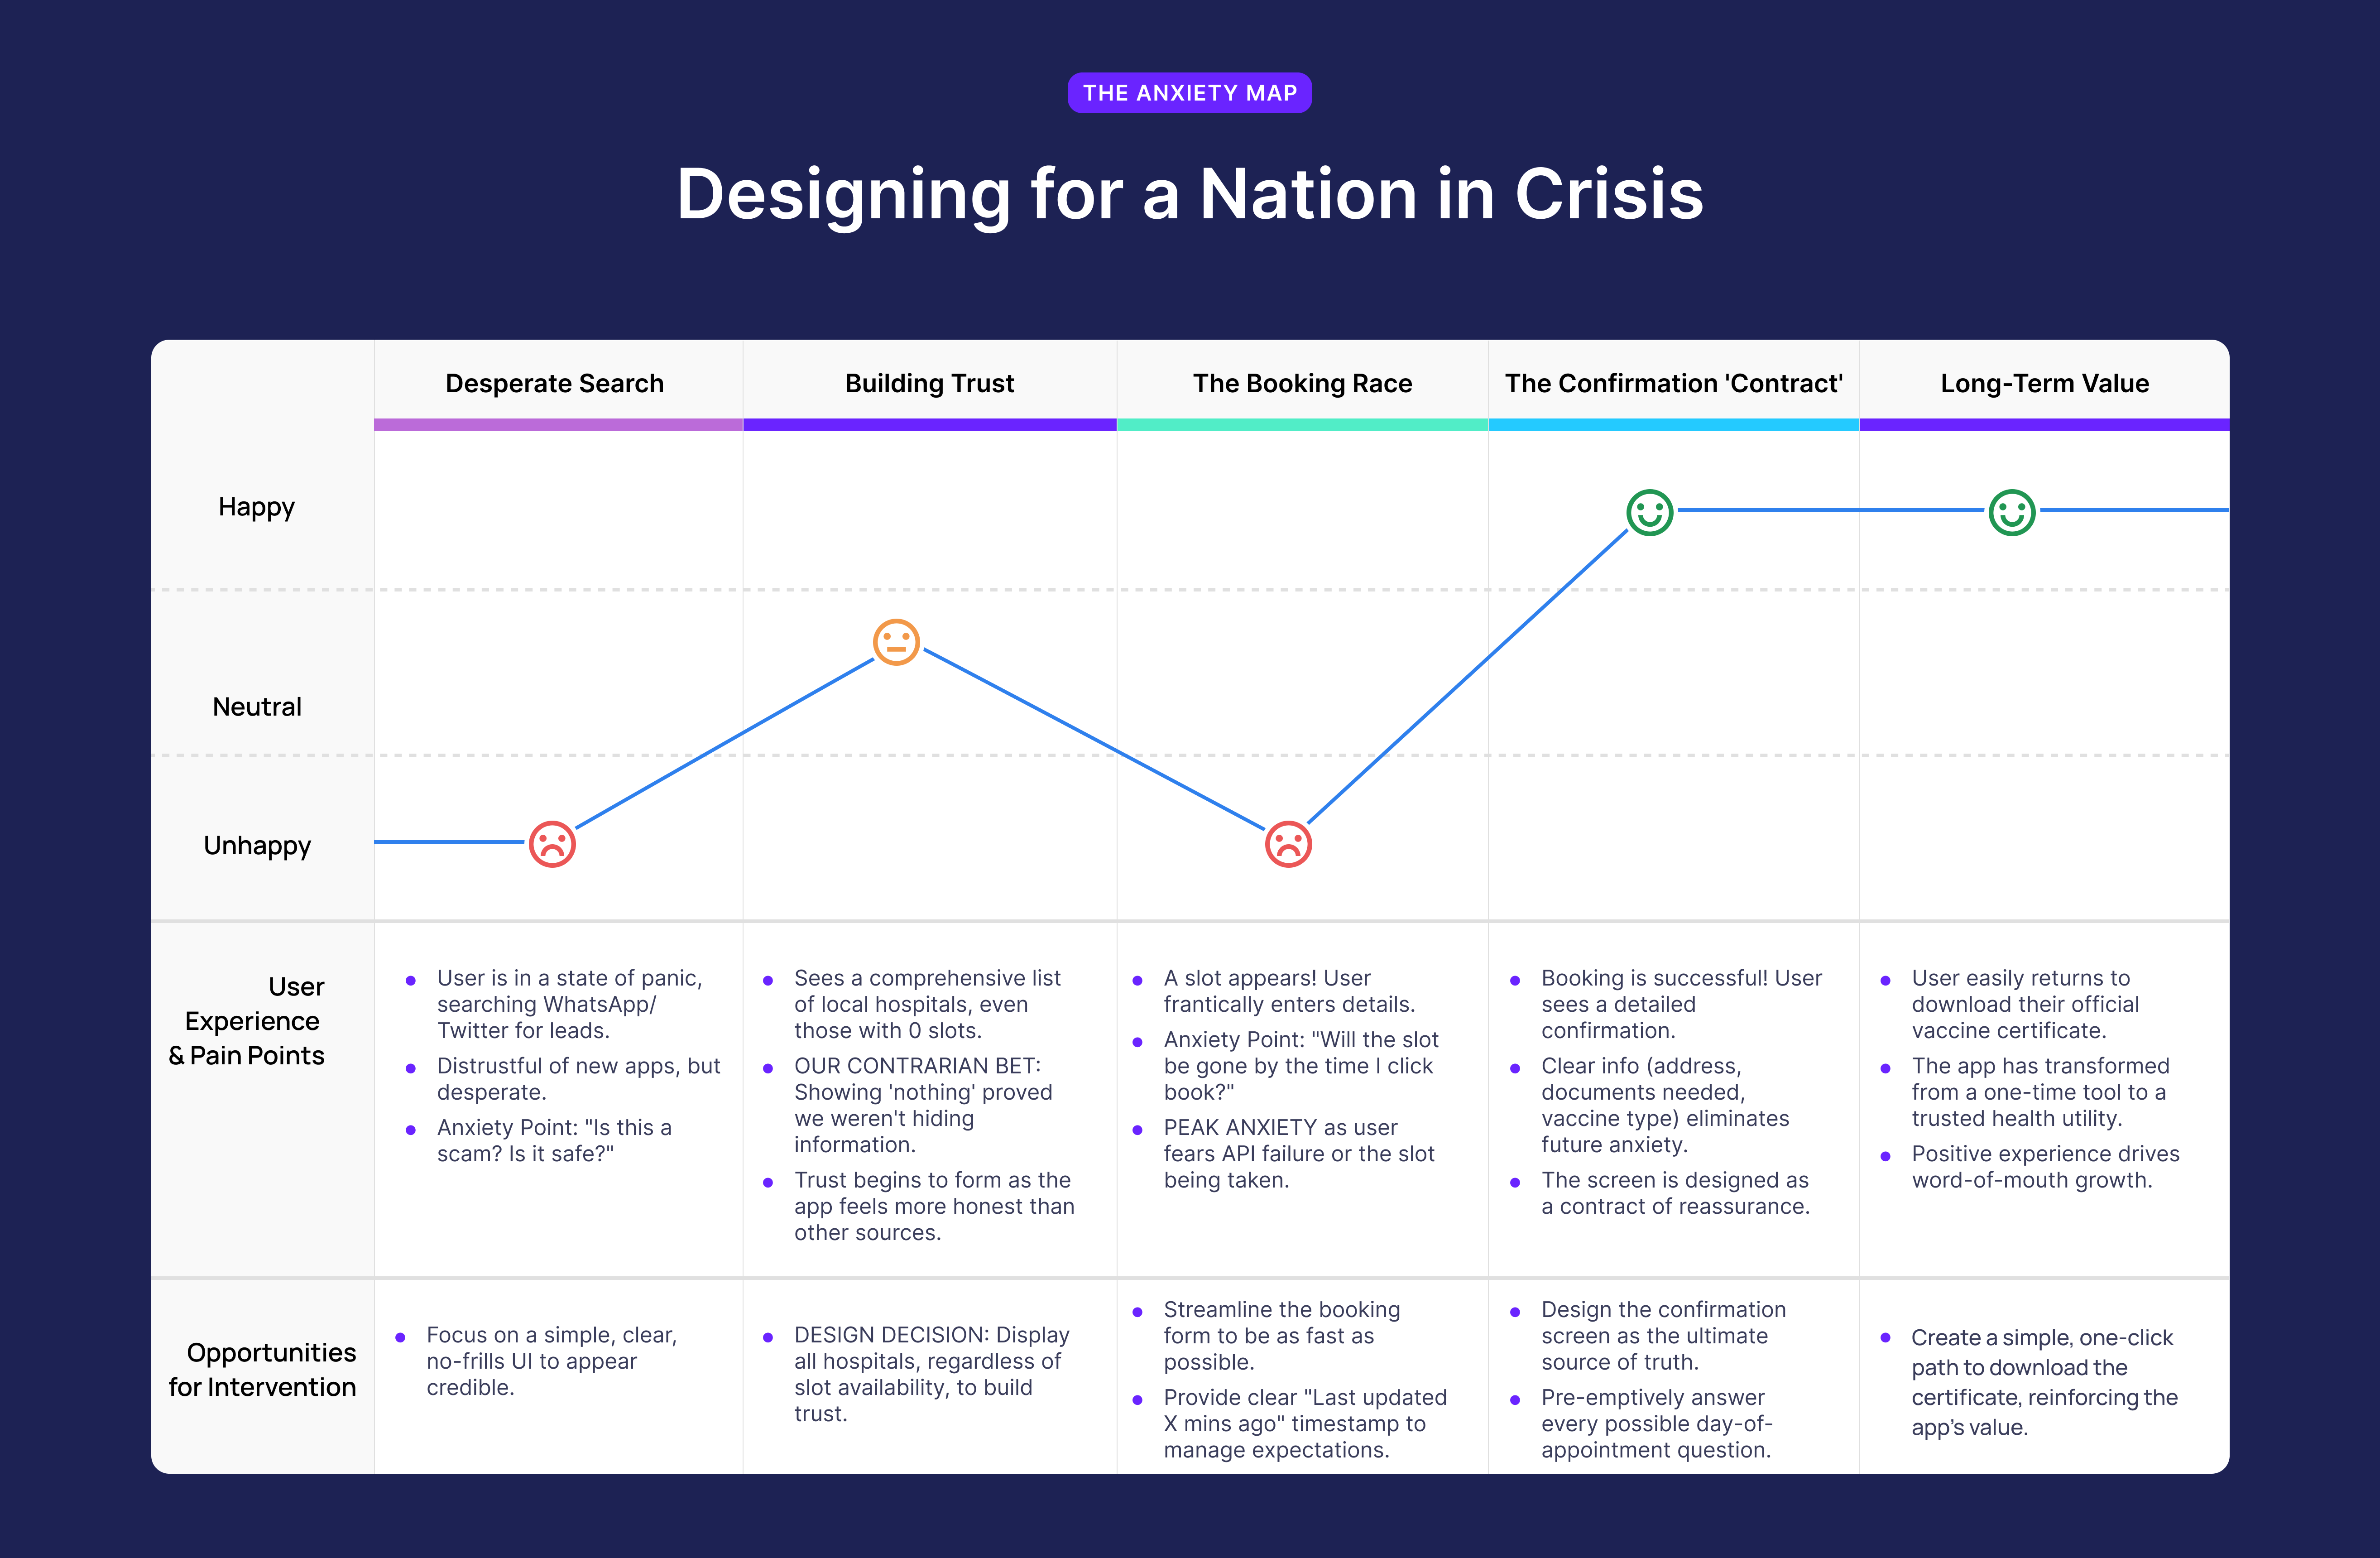 THE ANXIETY MAP
Designing for a Nation in Crisis
Desperate Search
Building Trust
The Booking Race
The Confirmation 'Contract'
Long-Term Value
Happy
Neutral
Unhappy
User
Experience
& Pain Points
User is in a state of panic,
searching WhatsApp/
Twitter for leads.
Distrustful of new apps, but
desperate.
Anxiety Point: "Is this a
scam? Is it safe?"
Sees a comprehensive list
of local hospitals, even
those with 0 slots.
OUR CONTRARIAN BET:
Showing 'nothing' proved
we weren't hiding
information.
Trust begins to form as the
app feels more honest than
other sources.
A slot appears! User
frantically enters details.
Anxiety Point: "Will the slot
be gone by the time I click
book?"
PEAK ANXIETY as user
fears API failure or the slot
being taken.
Booking is successful! User
sees a detailed
confirmation.
Clear info (address,
documents needed,
vaccine type) eliminates
future anxiety.
The screen is designed as
a contract of reassurance.
User easily returns to
download their official
vaccine certificate.
The app has transformed
from a one-time tool to a
trusted health utility.
Positive experience drives
word-of-mouth growth.
Opportunities
for Intervention
Focus on a simple, clear,
no-frills UI to appear
credible.
DESIGN DECISION: Display
all hospitals, regardless of
slot availability, to build
trust.
Streamline the booking
form to be as fast as
possible.
Provide clear "Last updated
X mins ago" timestamp to
manage expectations.
Design the confirmation
screen as the ultimate
source of truth.
Pre-emptively answer
every possible day-of-
appointment question.
Create a simple, one-click
path to download the
certificate, reinforcing the
app's value.